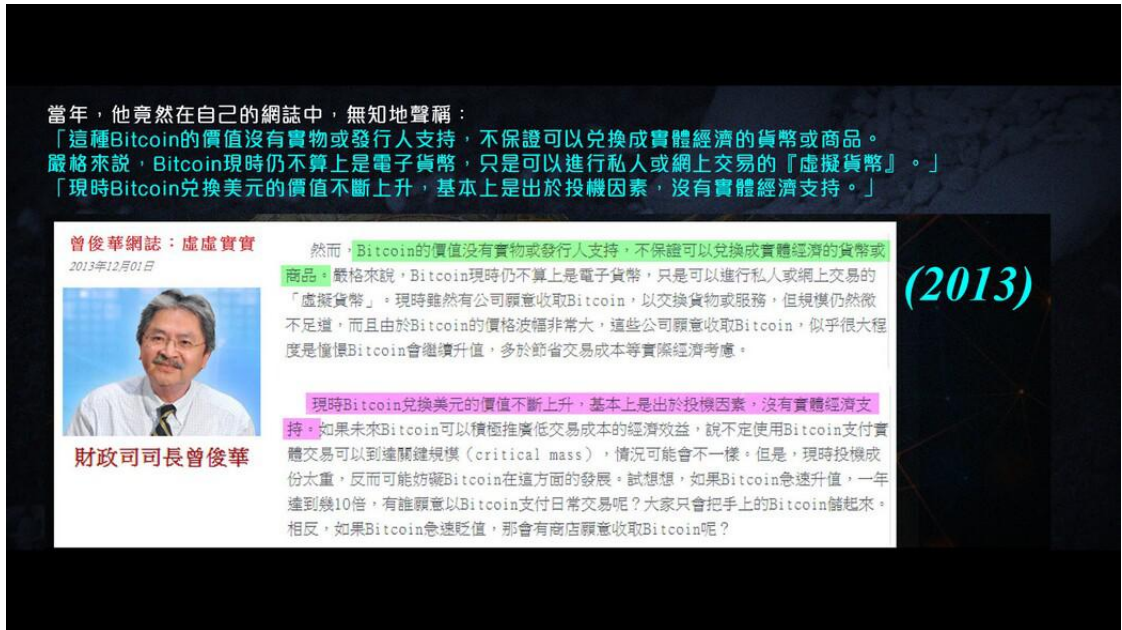 當年，他竟然在自己的網誌中，無知地聲稱：
「這種Bitcoin的價值沒有實物或發行人支持，不保證可以兌換成實體經濟的貨幣或商品。
嚴格來說，Bitcoin現時仍不算上是電子貨幣，只是可以進行私人或網上交易的『虛擬貨幣』。」
「現時Bitcoin兌換美元的價值不斷上升，基本上是出於投機因素，沒有實體經濟支持。」
曾俊華網誌：虛虛實實
2013年12月01日
財政司司長曾俊華
然而，Bitcoin的價值沒有實物或發行人支持，不保證可以兌換成實體經濟的貨幣或
商品。嚴格來說，Bitcoin現時仍不算上是電子貨幣，只是可以進行私人或網上交易的
「虛擬貨幣」。現時雖然有公司願意收取Bitcoin，以交換貨物或服務，但規模仍然微
不足道，而且由於Bitcoin的價格波幅非常大，這些公司願意收取Bitcoin，似乎很大程
度是憧憬Bitcoin會繼續升值，多於節省交易成本等實際經濟考慮。
現時Bitcoin兌換美元的價值不斷上升，基本上是出於投機因素，沒有實體經濟支
持。如果未來Bitcoin可以積極推廣低交易成本的經濟效益，說不定使用Bitcoin支付實
體交易可以到達關鍵規模（critical mass），情況可能會不一樣。但是，現時投機成
份太重，反而可能妨礙Bitcoin在這方面的發展。試想想，如果Bitcoin急速升值，一年
達到幾10倍，有誰願意以Bitcoin支付日常交易呢？大家只會把手上的Bitcoin儲起來。
相反，如果Bitcoin急速貶值，那會有商店願意收取Bitcoin呢？
(2013)